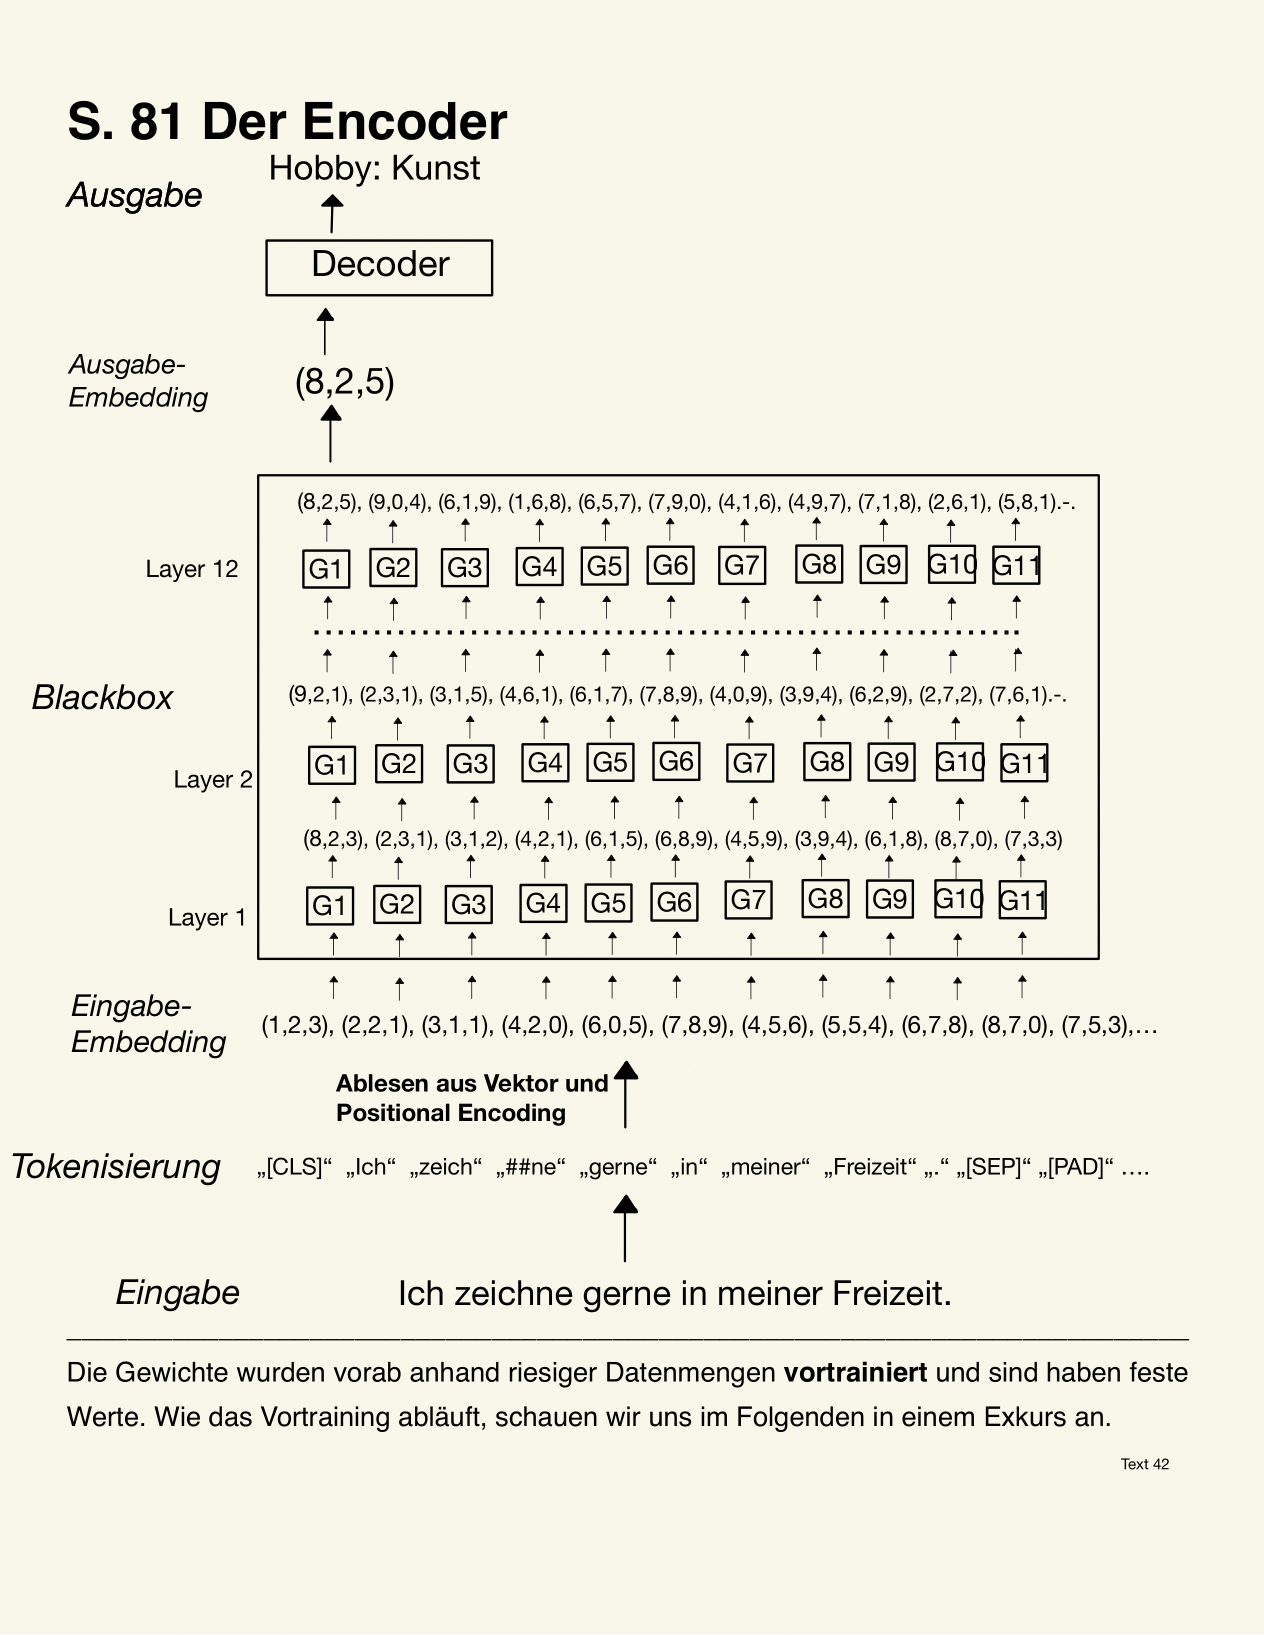 S. 81 Der Encoder
Hobby: Kunst
Ausgabe
Decoder
Ausgabe-
Embedding
(8,2,5)
(8,2,5), (9,0,4), (6,1,9), (1,6,8), (6,5,7), (7,9,0), (4,1,6), (4,9,7), (7,1,8), (2,6,1), (5,8,1).-.
Layer 12 G1 G2 G3 G4 G5 G6 G7 G8 G9 G10 G11
Blackbox (9,2,1), (2,3,1), (3,1,5), (4,6,1), (6,1,7), (7,8,9), (4,0,9), (3,9,4), (6,2,9), (2,7,2), (7,6,1).-.
Layer 2 G1 G2 G3 G4 G5 G6 G7 G8 G9 G10 G11
(8,2,3), (2,3,1), (3,1,2), (4,2,1), (6,1,5), (6,8,9), (4,5,9), (3,9,4), (6,1,8), (8,7,0), (7,3,3)
Layer 1 G1 G2 G3 G4 G5 G6 G7 G8 G9 G10 G11
Eingabe-
Embedding
(1,2,3), (2,2,1), (3,1,1), (4,2,0), (6,0,5), (7,8,9), (4,5,6), (5,5,4), (6,7,8), (8,7,0), (7,5,3),…
Ablesen aus Vektor und
Positional Encoding
Tokenisierung „[CLS]“ „Ich“ „zeich“ „##ne“ „gerne“ „in“ „meiner“ „Freizeit“ „.“ „[SEP]“ „[PAD]“ ….
Eingabe Ich zeichne gerne in meiner Freizeit.
Die Gewichte wurden vorab anhand riesiger Datenmengen vortrainiert und sind haben feste
Werte. Wie das Vortraining abläuft, schauen wir uns im Folgenden in einem Exkurs an.
Text 42